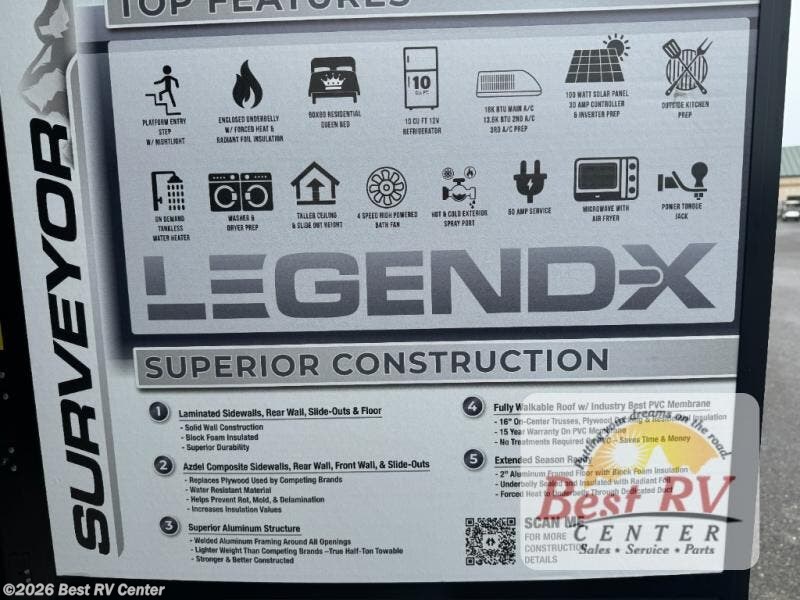 TOP FEATURES
SURVEYOR
PLATFORM ENTRY
STEP
W/ NIGHTLIGHT
ENCLOSED UNDERBELLY
W/ FORCED HEAT &
RADIANT FOIL INSULATION
60X80 RESIDENTIAL
QUEEN BED
10
CU FT
10 CU FT 12V
REFRIGERATOR
18K BTU MAIN A/C
13.5K BTU 2ND A/C
3RD A/C PREP
100 WATT SOLAR PANEL
30 AMP CONTROLLER
& INVERTER PREP
OUTSIDE KITCHEN
PREP
ON DEMAND
TANKLESS
WATER HEATER
WASHER &
DRYER PREP
TALLER CEILING
& SLIDE OUT HEIGHT
4 SPEED HIGH POWERED
BATH FAN
HOT & COLD EXTERIOR
SPRAY PORT
50 AMP SERVICE
MICROWAVE WITH
AIR FRYER
POWER TONGUE
JACK
LEGEND-X
SUPERIOR CONSTRUCTION
1 Laminated Sidewalls, Rear Wall, Slide-Outs & Floor
- Solid Wall Construction
- Block Foam Insulated
- Superior Durability
2 Azdel Composite Sidewalls, Rear Wall, Front Wall, & Slide-Outs
- Replaces Plywood Used by Competing Brands
- Water Resistant Material
- Helps Prevent Rot, Mold, & Delamination
- Increases Insulation Values
3 Superior Aluminum Structure
- Welded Aluminum Framing Around All Openings
- Lighter Weight Than Competing Brands –True Half-Ton Towable
- Stronger & Better Constructed
4 Fully Walkable Roof w/ Industry Best PVC Membrane
- 16" On-Center Trusses, Plywood Insulation
- 15 Year Warranty On PVC Membrane
- No Treatments Required – Saves Time & Money
5 Extended Season Ready
- 2" Aluminum Framed Floor with Block Foam Insulation
- Underbelly Sealed and Insulated with Radiant Foil
- Forced Heat to Underbelly Through Dedicated Duct
SCAN ME
FOR MORE
CONSTRUCTION
DETAILS
Putting your dreams on the road.
Best RV
CENTER
Sales • Service • Parts
©2026 Best RV Center